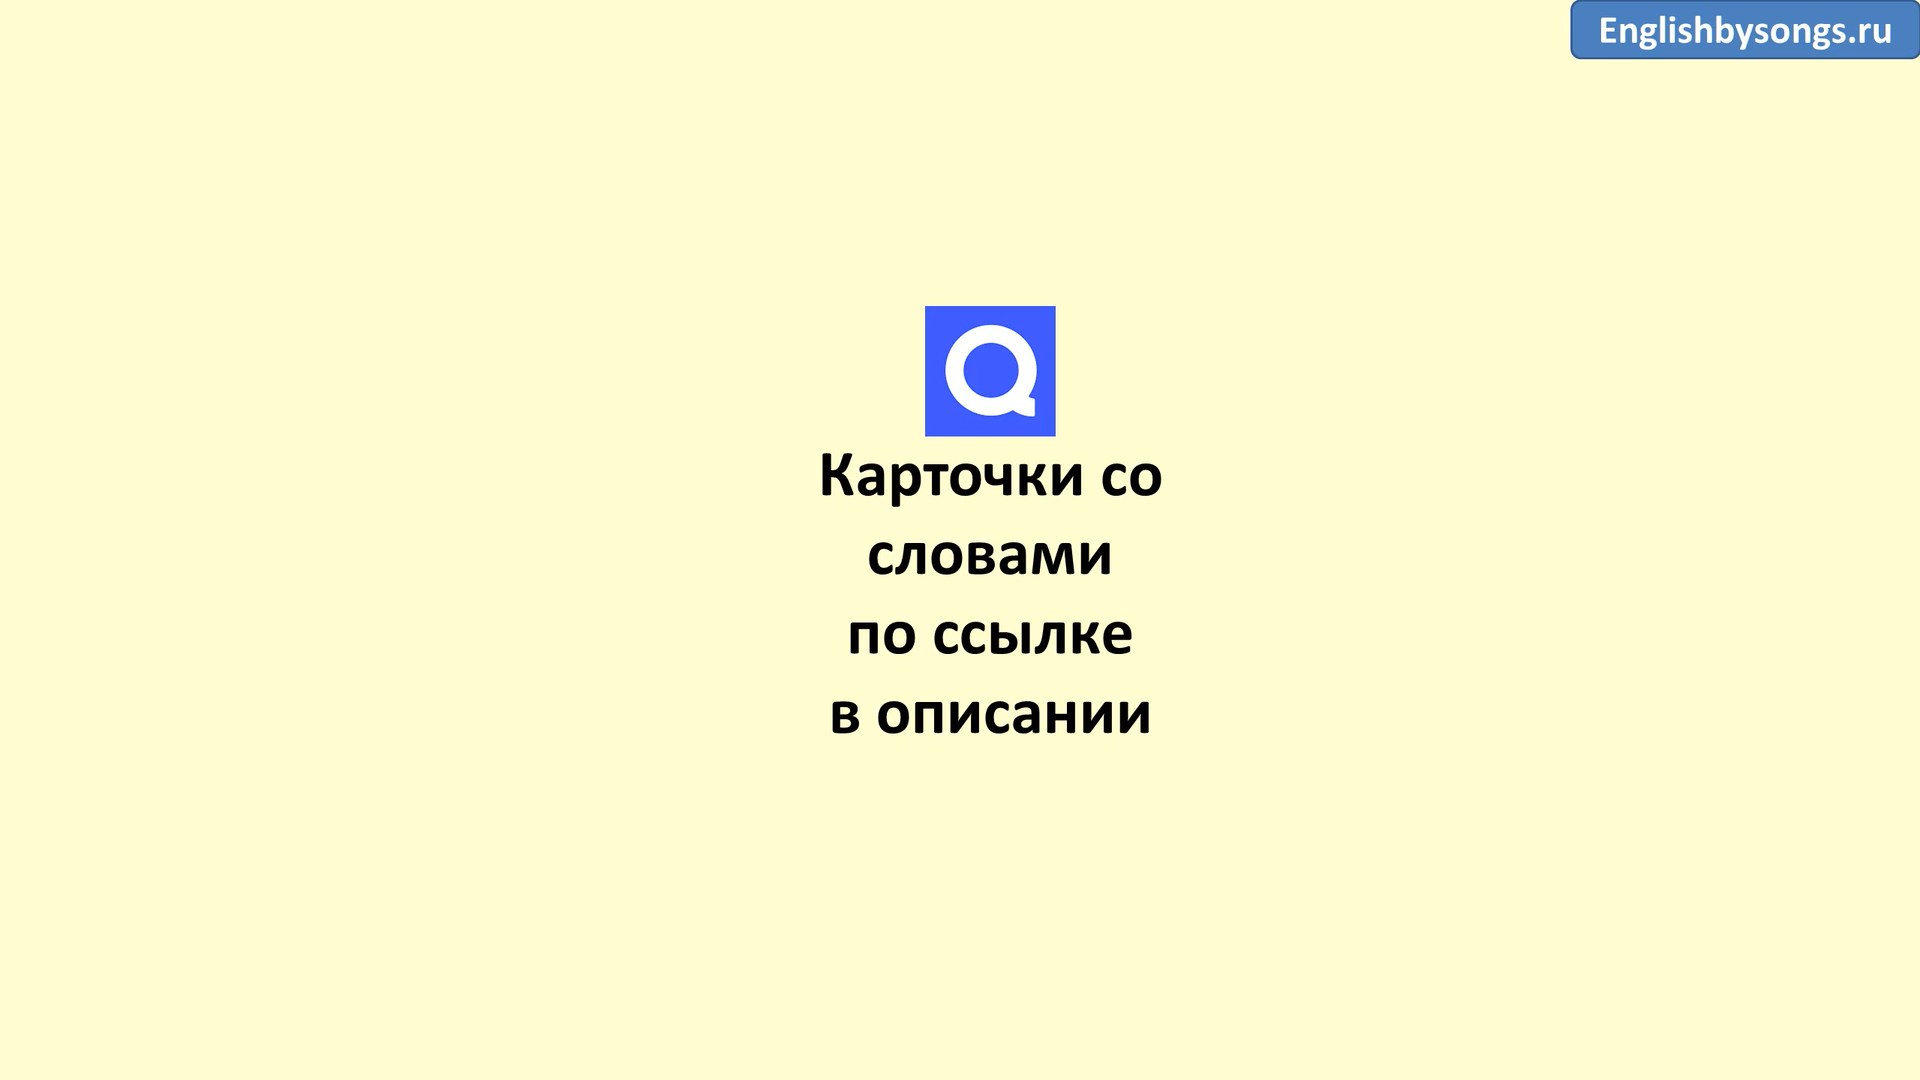 Englishbysongs.ru
Карточки со
словами
по ссылке
в описании